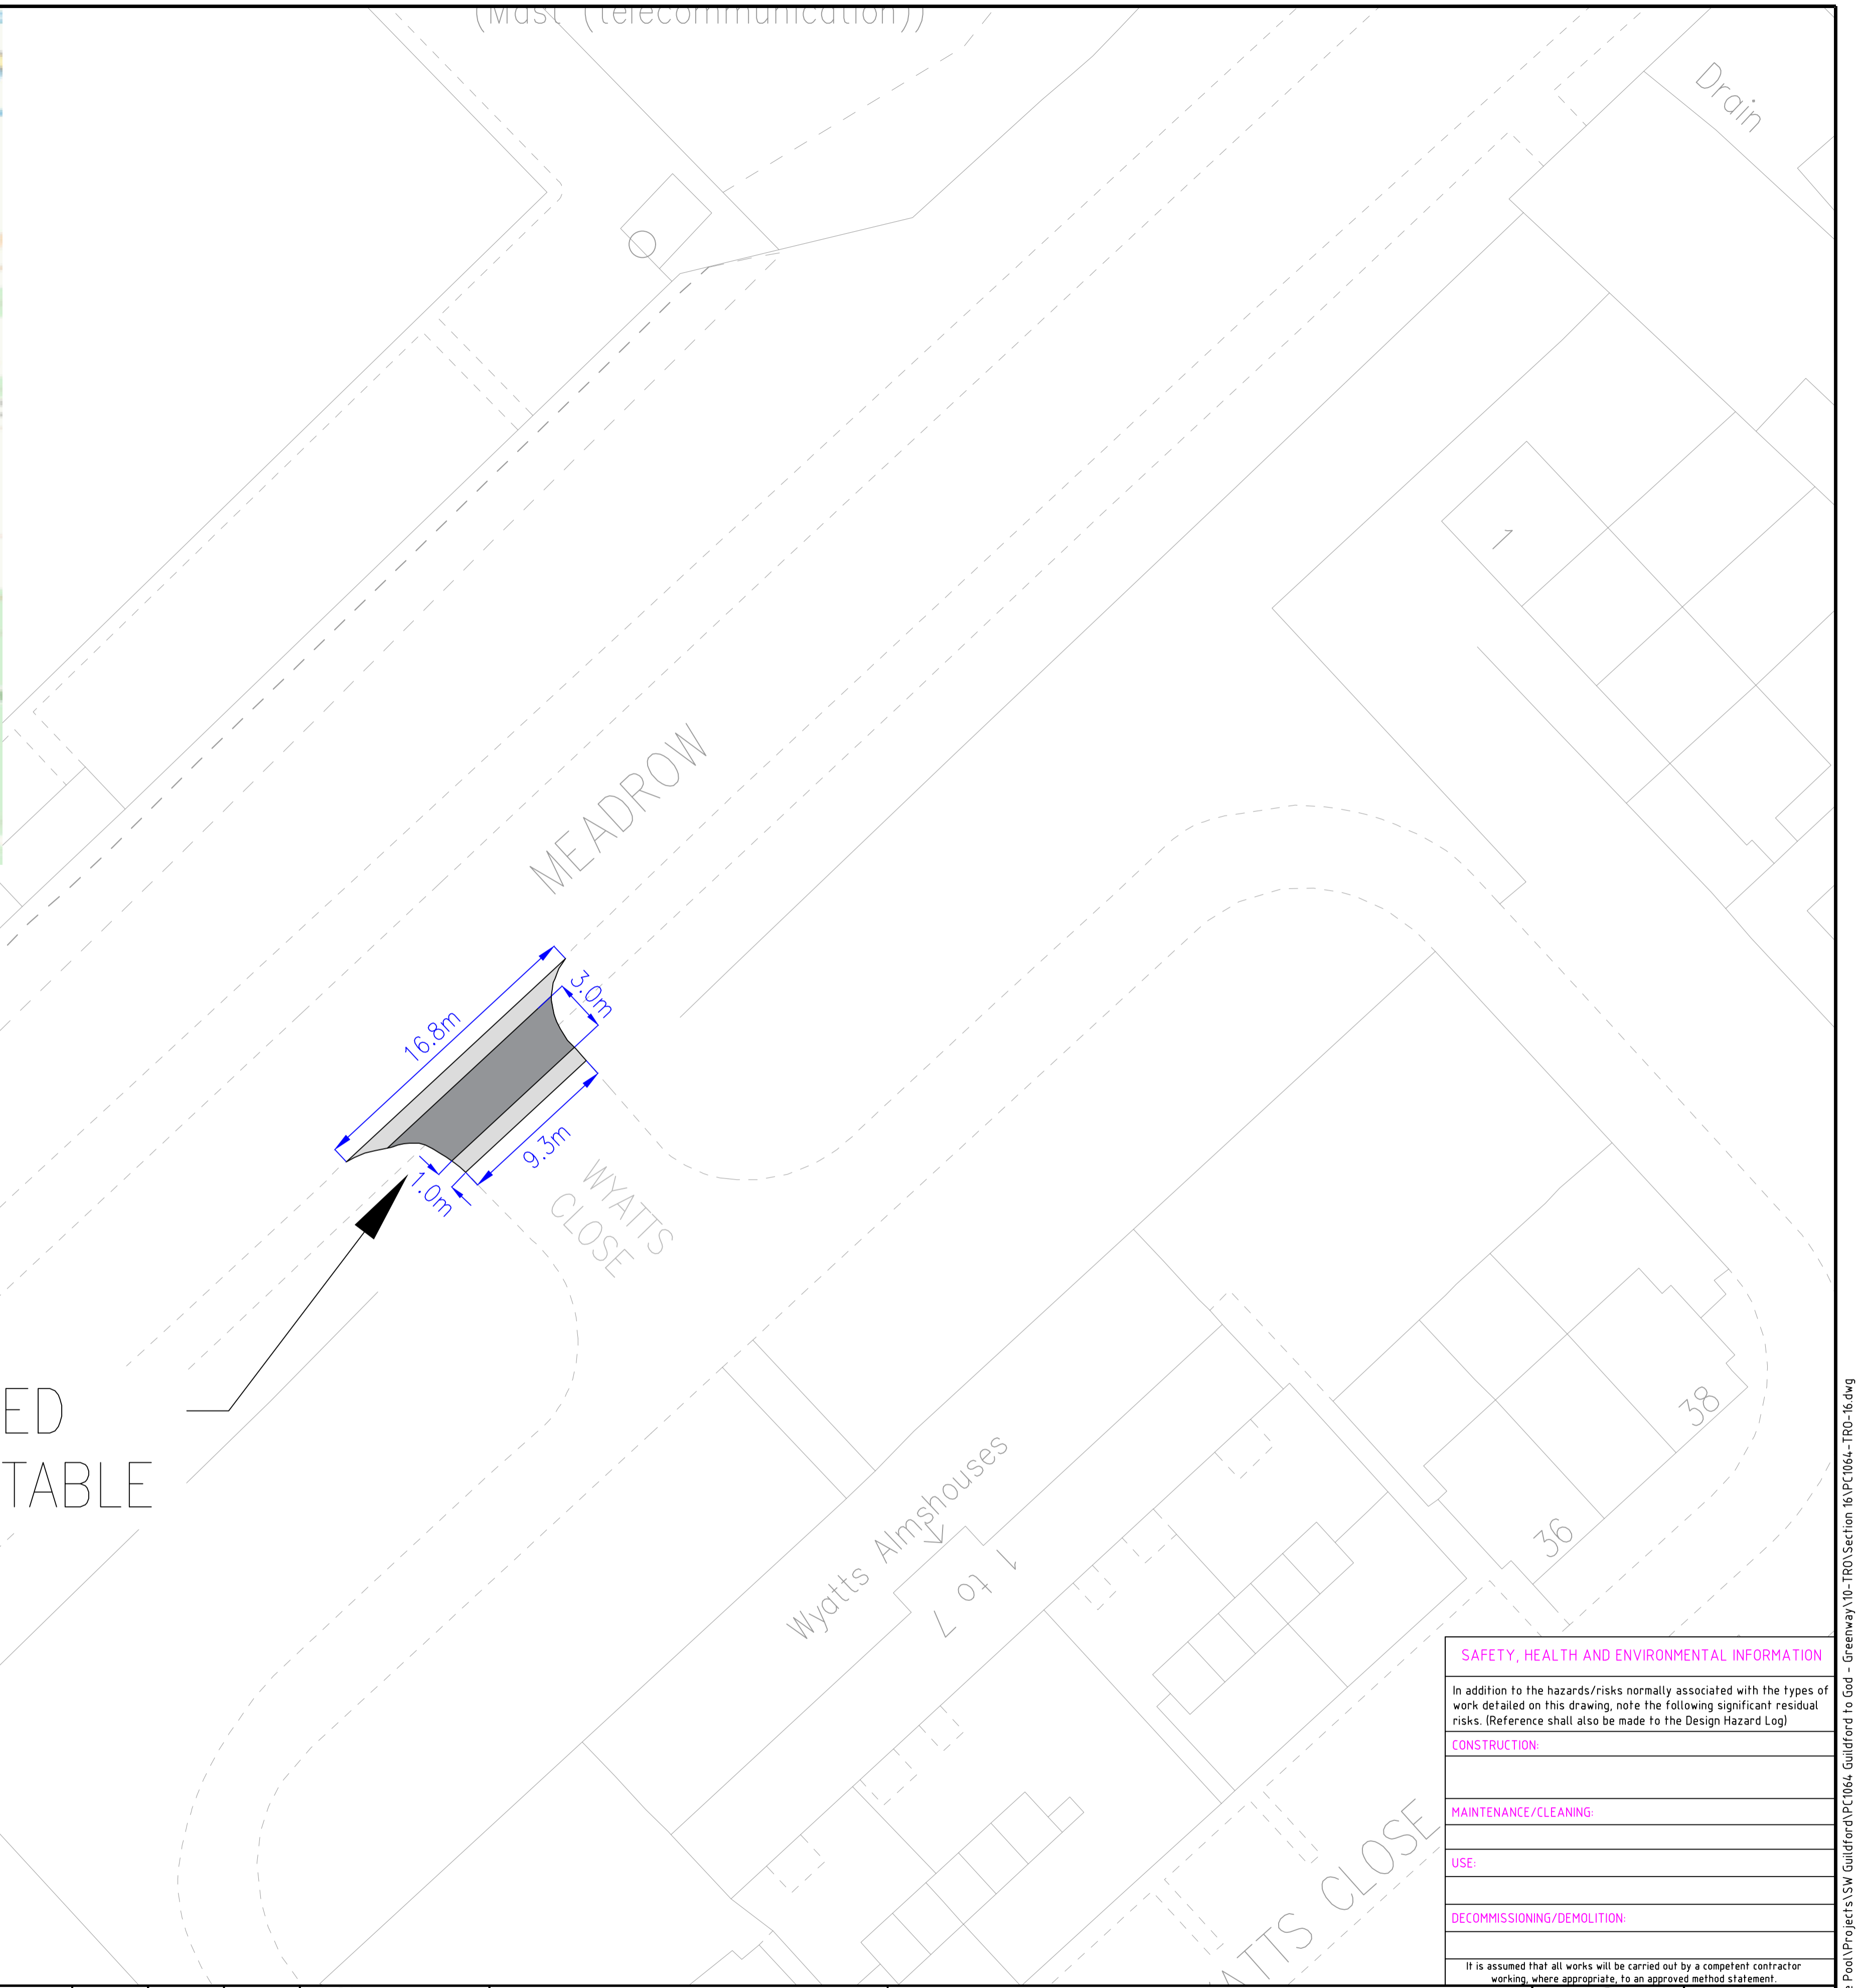 (Mast (telecommunication))
Drain
1
MEADROW
16.8m
3.0m
9.3m
1.0m
WYATTS
CLOSE
ED
TABLE
Wyatts Almshouses
1 to 7
38
36
ATTS CLOSE
SAFETY, HEALTH AND ENVIRONMENTAL INFORMATION
In addition to the hazards/risks normally associated with the types of
work detailed on this drawing, note the following significant residual
risks. (Reference shall also be made to the Design Hazard Log)
CONSTRUCTION:
MAINTENANCE/CLEANING:
USE:
DECOMMISSIONING/DEMOLITION:
It is assumed that all works will be carried out by a competent contractor
working, where appropriate, to an approved method statement.
e Pool\Projects\SW Guildford\PC1064 Guildford to God - Greenway\10-TRO\Section 16\PC1064-TRO-16.dwg